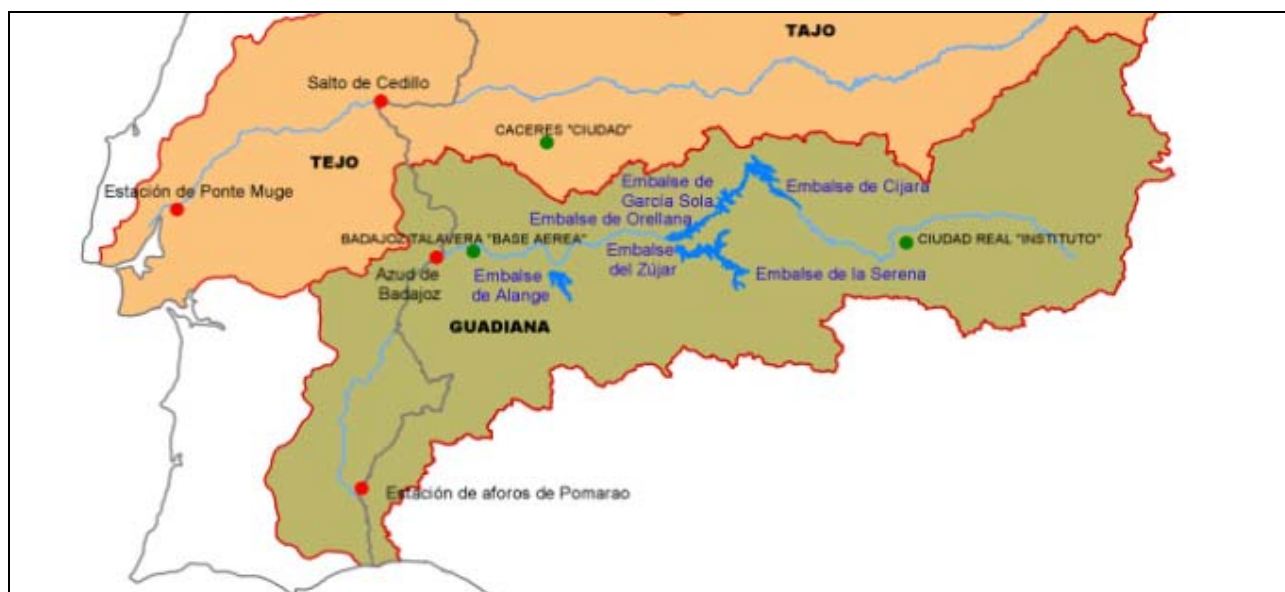 TAJO
Salto de Cedillo
CACERES "CIUDAD"
TEJO
Estación de Ponte Muge
Embalse de
García Sola
Embalse de Cijara
Embalse de Orellana
BADAJOZ/TALAVERA "BASE AEREA"
CIUDAD REAL "INSTITUTO"
Embalse
del Zújar
Azud de
Badajoz
Embalse
de Alange
Embalse de la Serena
GUADIANA
Estación de aforos de Pomarao